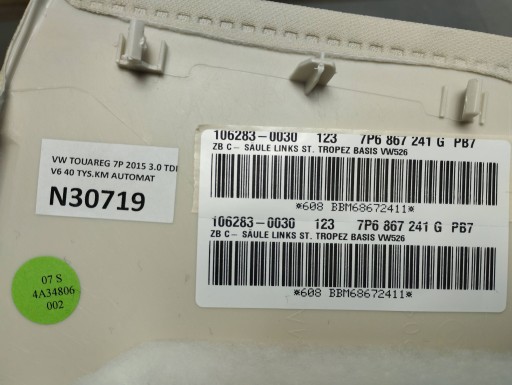 VW TOUAREG 7P 2015 3.0 TDI
V6 40 TYS.KM AUTOMAT
N30719
106283-0030 123 7P6 867 241 G PB7
ZB C- SAULE LINKS ST. TROPEZ BASIS VW526
*608 BBM68672411*
106283-0030 123 7P6 867 241 G PB7
ZB C- SAULE LINKS ST. TROPEZ BASIS VW526
*608 BBM68672411*
07 S
4A34806
002